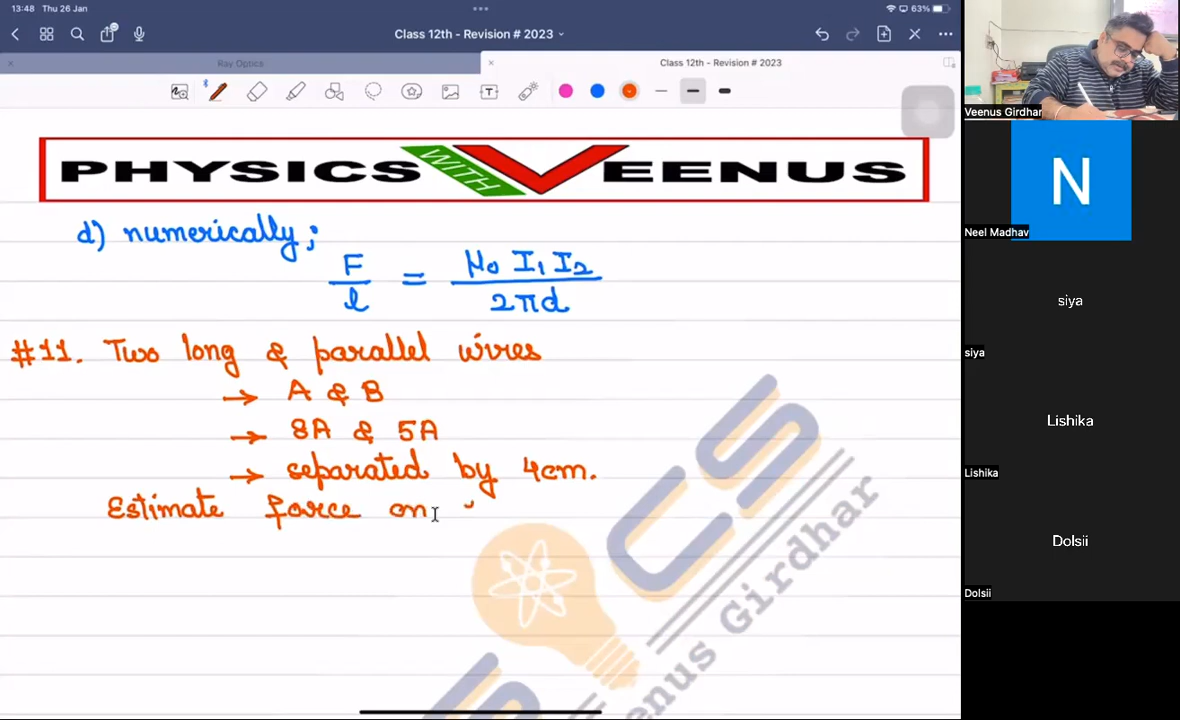 13:48 Thu 26 Jan
63%
Class 12th - Revision # 2023
Ray Optics
Class 12th - Revision # 2023
PHYSICS WITH VEENUS
d) numerically;
F/l = μ₀ I₁ I₂ / 2πd
#11. Two long & parallel wires
→ A & B
→ 8A & 5A
→ separated by 4cm.
Estimate force on
CS
Veenus Girdhar
Veenus Girdhar
N
Neel Madhav
siya
siya
Lishika
Lishika
Dolsii
Dolsii